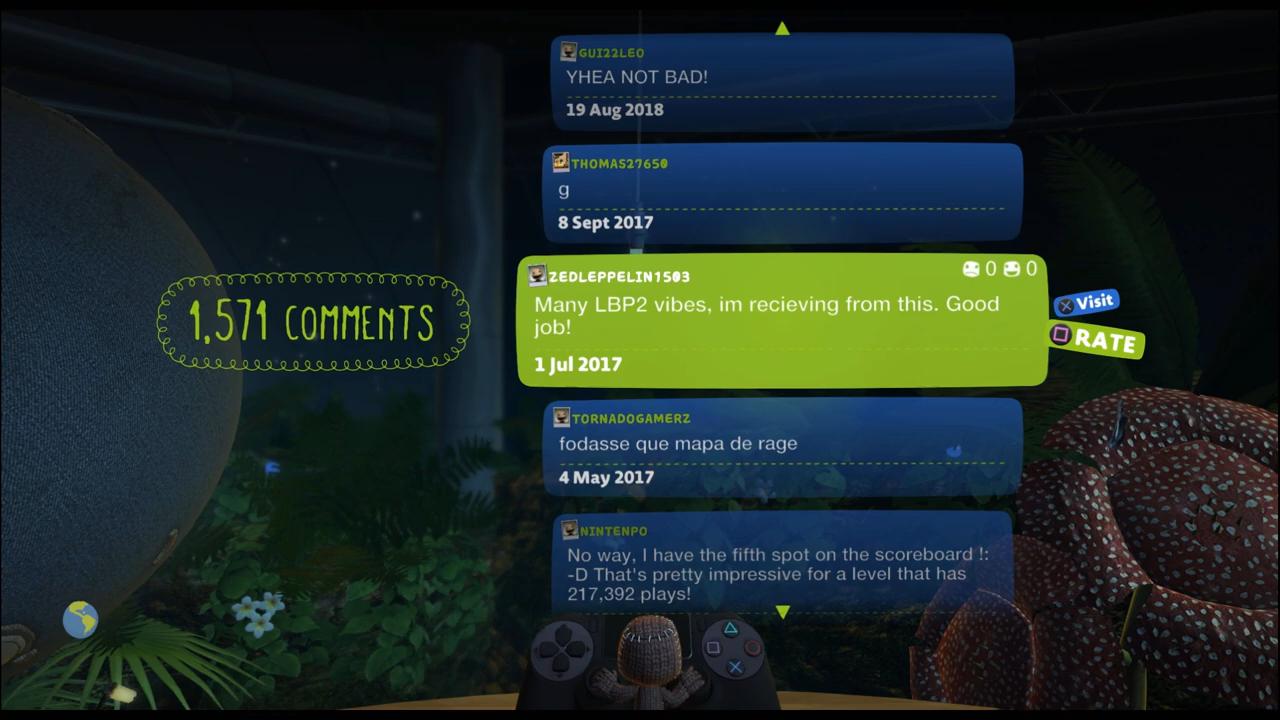 GUI22LEO
YHEA NOT BAD!
19 Aug 2018
THOMAS27650
g
8 Sept 2017
ZEDLEPPELIN1503
0 0
Many LBP2 vibes, im recieving from this. Good
job!
1 Jul 2017
Visit
RATE
1,571 COMMENTS
TORNADOGAMERZ
fodasse que mapa de rage
4 May 2017
NINTENPO
No way, I have the fifth spot on the scoreboard !:
-D That's pretty impressive for a level that has
217,392 plays!